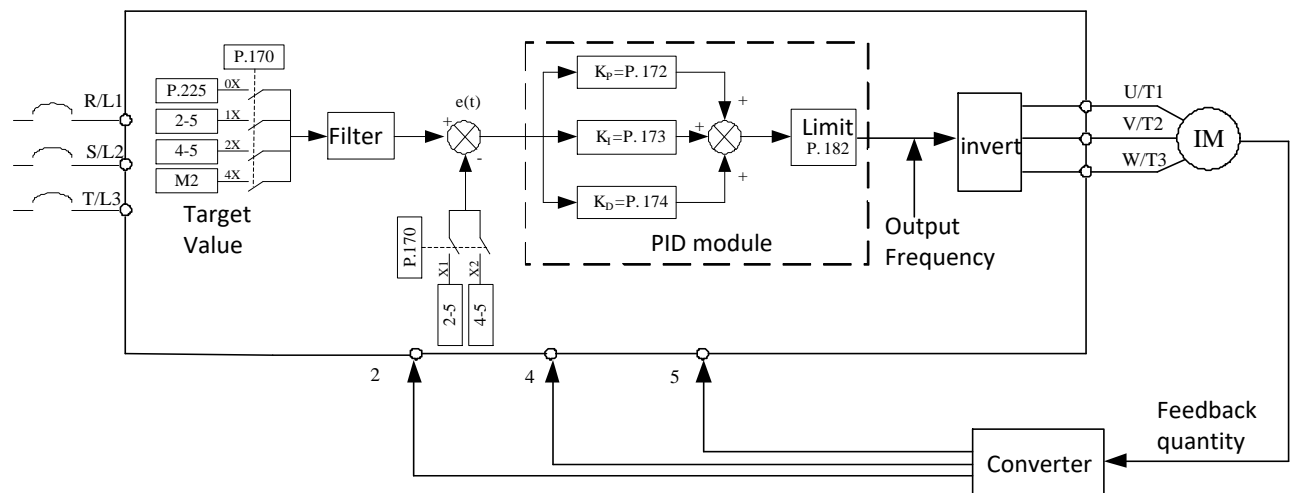 P.170
R/L1
P.225
0X
2-5
1X
4-5
2X
M2
4X
S/L2
T/L3
Target
Value
Filter
e(t)
+
-
P.170
X1
X2
2-5
4-5
KP=P. 172
KI=P. 173
KD=P. 174
+
+
+
Limit
P. 182
PID module
invert
Output
Frequency
U/T1
V/T2
W/T3
IM
2
4
5
Feedback
quantity
Converter